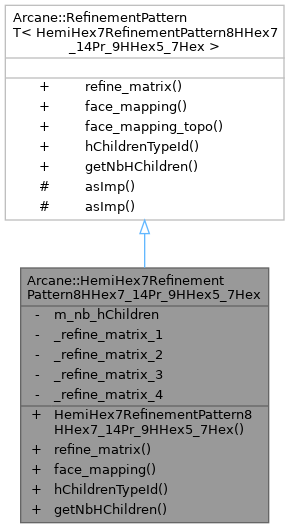 Arcane::RefinementPattern
T< HemiHex7RefinementPattern8HHex7
_14Pr_9HHex5_7Hex >
+ refine_matrix()
+ face_mapping()
+ face_mapping_topo()
+ hChildrenTypeId()
+ getNbHChildren()
# asImp()
# asImp()
Arcane::HemiHex7Refinement
Pattern8HHex7_14Pr_9HHex5_7Hex
- m_nb_hChildren
- _refine_matrix_1
- _refine_matrix_2
- _refine_matrix_3
- _refine_matrix_4
+ HemiHex7RefinementPattern8
HHex7_14Pr_9HHex5_7Hex()
+ refine_matrix()
+ face_mapping()
+ hChildrenTypeId()
+ getNbHChildren()